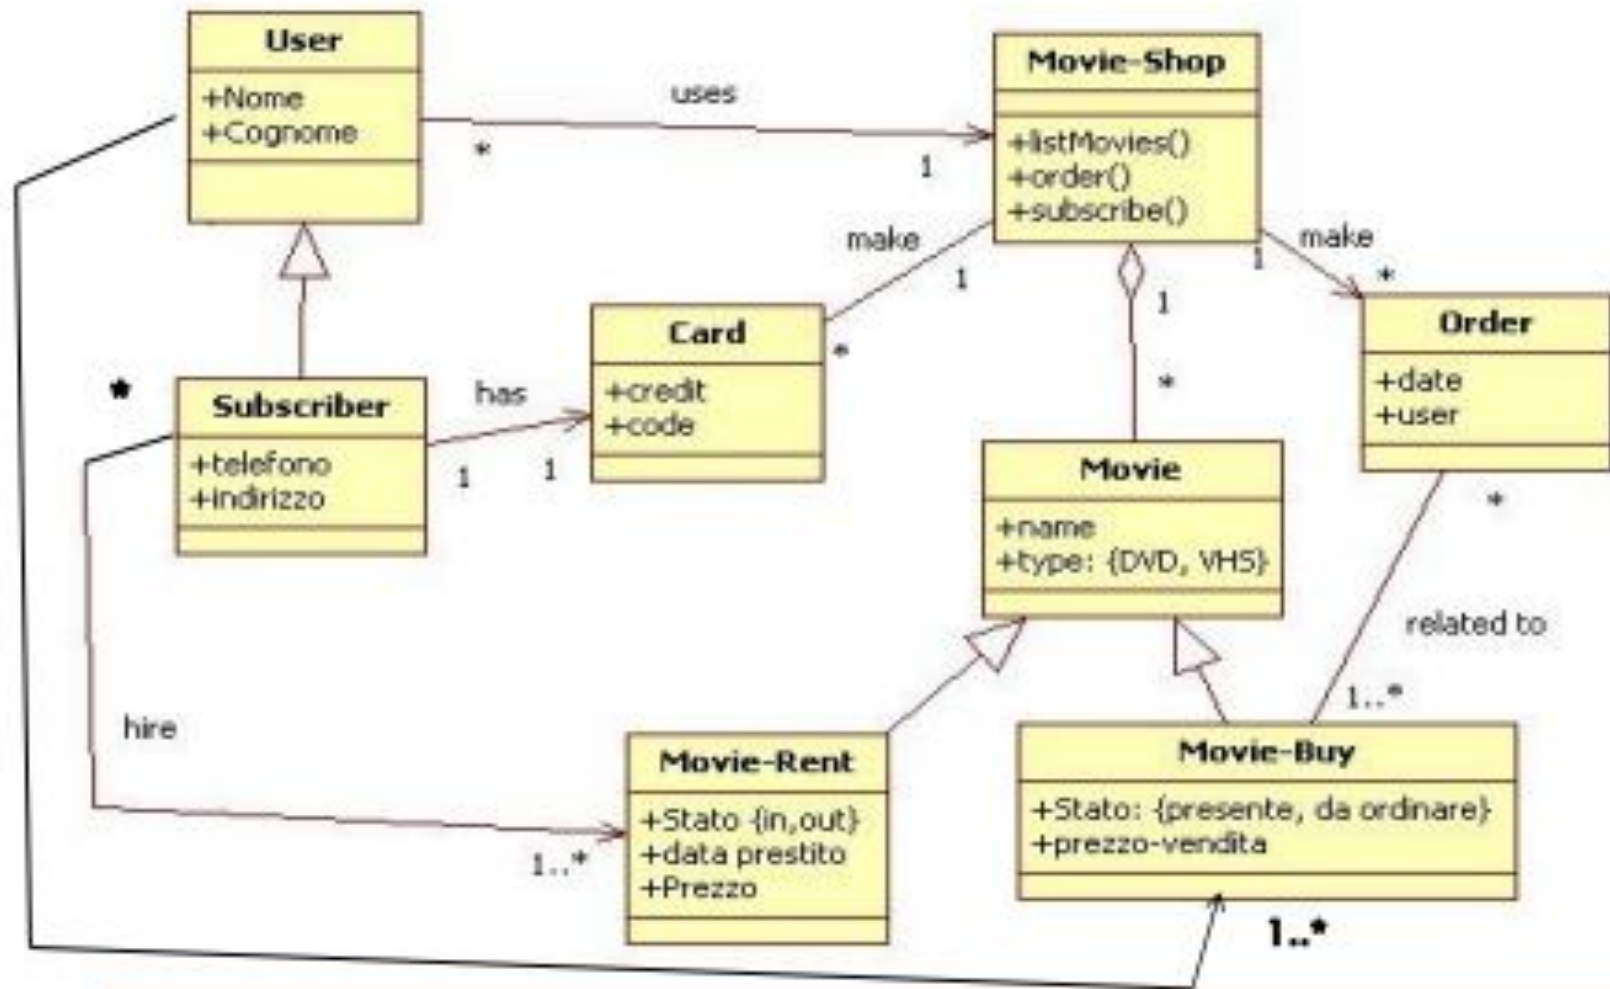 User
+Nome
+Cognome
uses
*
1
Movie-Shop
+listMovies()
+order()
+subscribe()
make
1
*
make
1
*
1
*
Card
+credit
+code
Order
+date
+user
*
Subscriber
+telefono
+indirizzo
has
1
1
Movie
+name
+type: {DVD, VHS}
*
related to
1..*
hire
1..*
Movie-Rent
+Stato {in,out}
+data prestito
+Prezzo
Movie-Buy
+Stato: {presente, da ordinare}
+prezzo-vendita
1..*